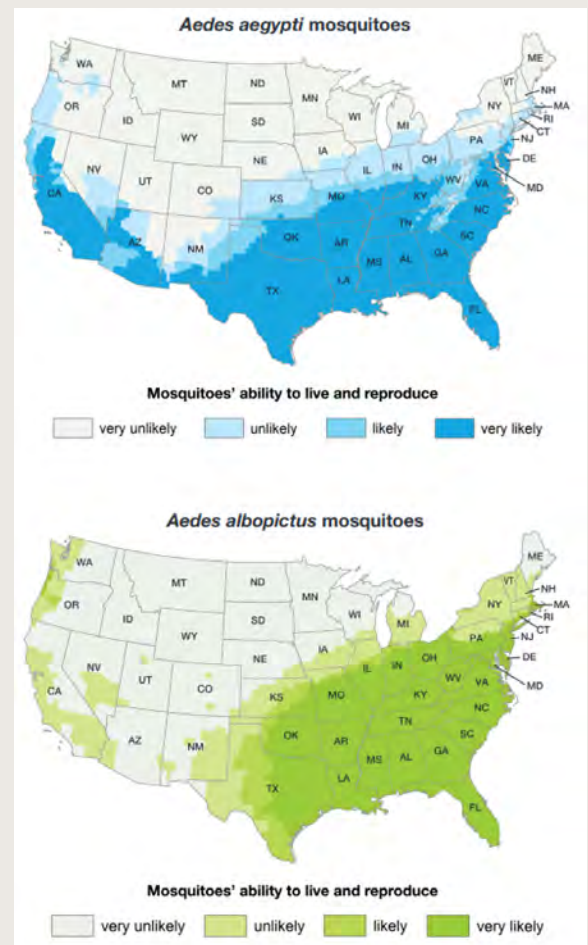 Aedes aegypti mosquitoes
WA
MT
ND
MN
ME
VT
NH
OR
ID
SD
WI
MI
NY
MA
WY
RI
CT
IA
PA
NJ
NE
NV
UT
IL
IN
OH
DE
CO
WV
CA
KS
MO
KY
VA
MD
NC
TN
AZ
NM
OK
AR
SC
MS
AL
GA
TX
LA
FL
Mosquitoes' ability to live and reproduce
very unlikely
unlikely
likely
very likely
Aedes albopictus mosquitoes
WA
MT
ND
MN
ME
VT
NH
OR
ID
SD
WI
MI
NY
MA
WY
RI
CT
IA
PA
NJ
NE
NV
UT
IL
IN
OH
DE
CO
WV
CA
KS
MO
KY
VA
MD
NC
TN
AZ
NM
OK
AR
SC
MS
AL
GA
TX
LA
FL
Mosquitoes' ability to live and reproduce
very unlikely
unlikely
likely
very likely